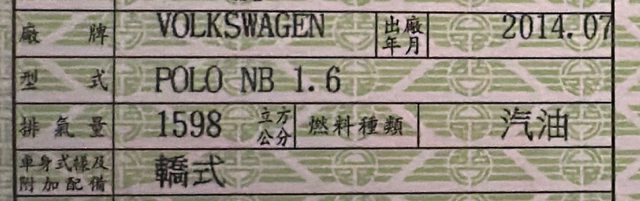 廠牌 VOLKSWAGEN 出廠年月 2014.07
型式 POLO NB 1.6
排氣量 1598 立方公分 燃料種類 汽油
車身式樣及附加配備 轎式